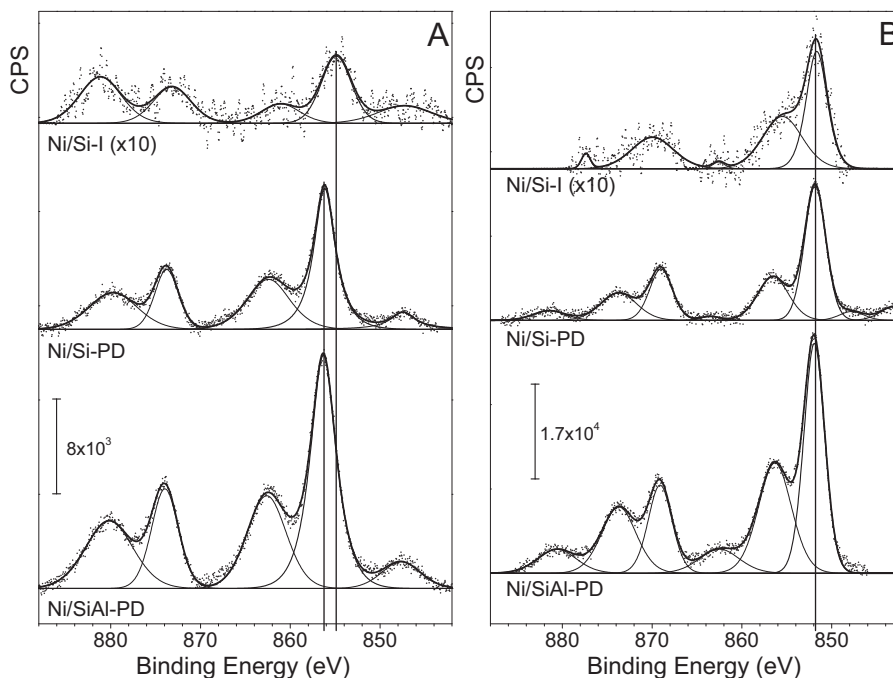 A
CPS
Ni/Si-I (x10)
Ni/Si-PD
8x10³
Ni/SiAl-PD
880 870 860 850
Binding Energy (eV)
B
CPS
Ni/Si-I (x10)
Ni/Si-PD
1.7x10⁴
Ni/SiAl-PD
880 870 860 850
Binding Energy (eV)